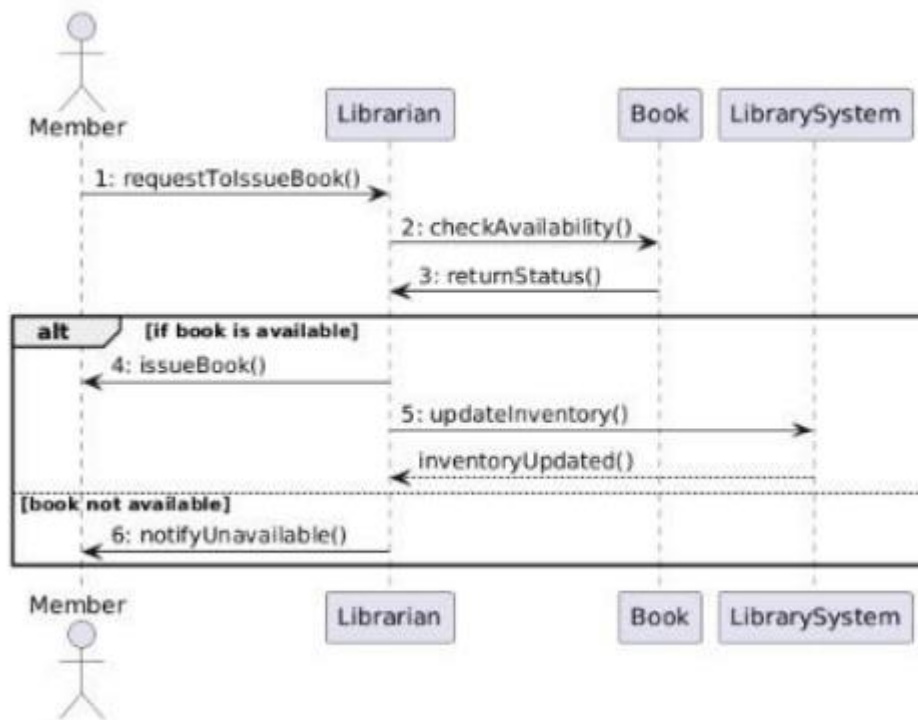 Member
Librarian
Book
LibrarySystem
1: requestToIssueBook()
2: checkAvailability()
3: returnStatus()
alt
[if book is available]
4: issueBook()
5: updateInventory()
inventoryUpdated()
[book not available]
6: notifyUnavailable()
Member
Librarian
Book
LibrarySystem